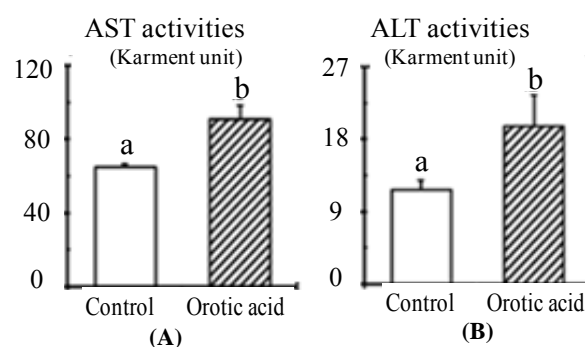 AST activities
(Karment unit)
120
80
40
0
a
b
Control
Orotic acid
(A)
ALT activities
(Karment unit)
27
18
9
0
a
b
Control
Orotic acid
(B)